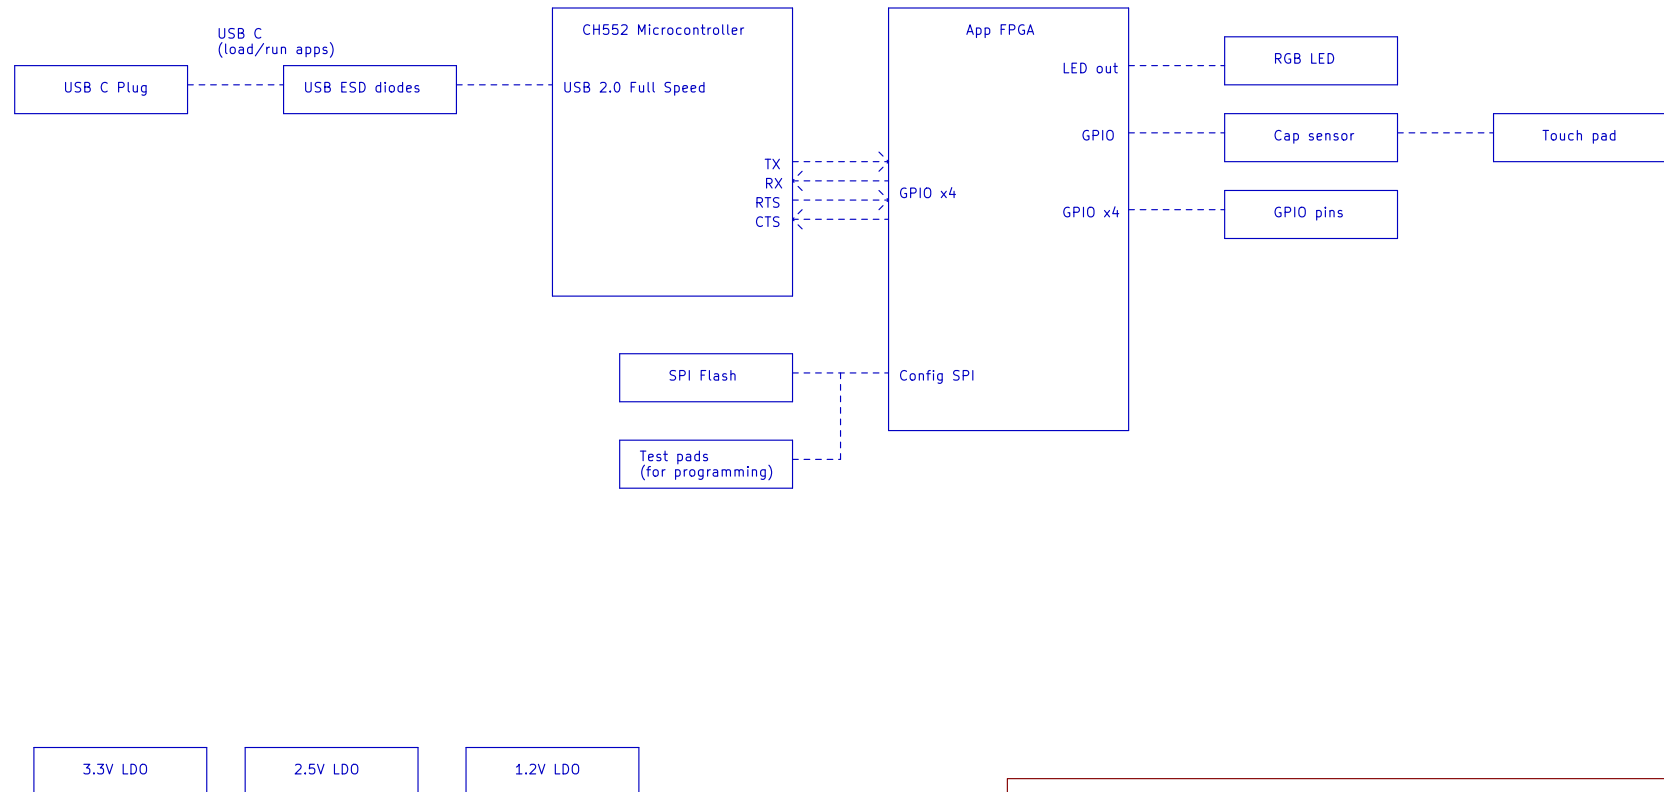 CH552 Microcontroller
App FPGA
USB C
(load/run apps)
RGB LED
LED out
USB C Plug
USB ESD diodes
USB 2.0 Full Speed
GPIO
Cap sensor
Touch pad
TX
RX
GPIO x4
RTS
CTS
GPIO x4
GPIO pins
SPI Flash
Config SPI
Test pads
(for programming)
3.3V LDO
2.5V LDO
1.2V LDO